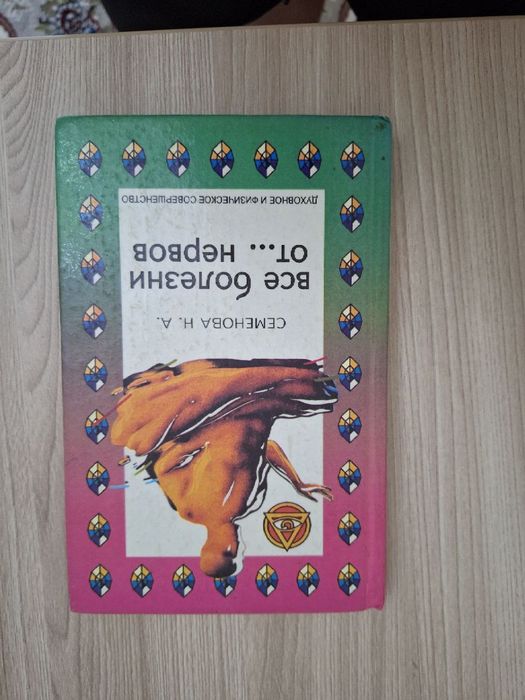 СЕМЕНОВА Н. А.
все болезни
от... нервов
ДУХОВНОЕ И ФИЗИЧЕСКОЕ СОВЕРШЕНСТВО